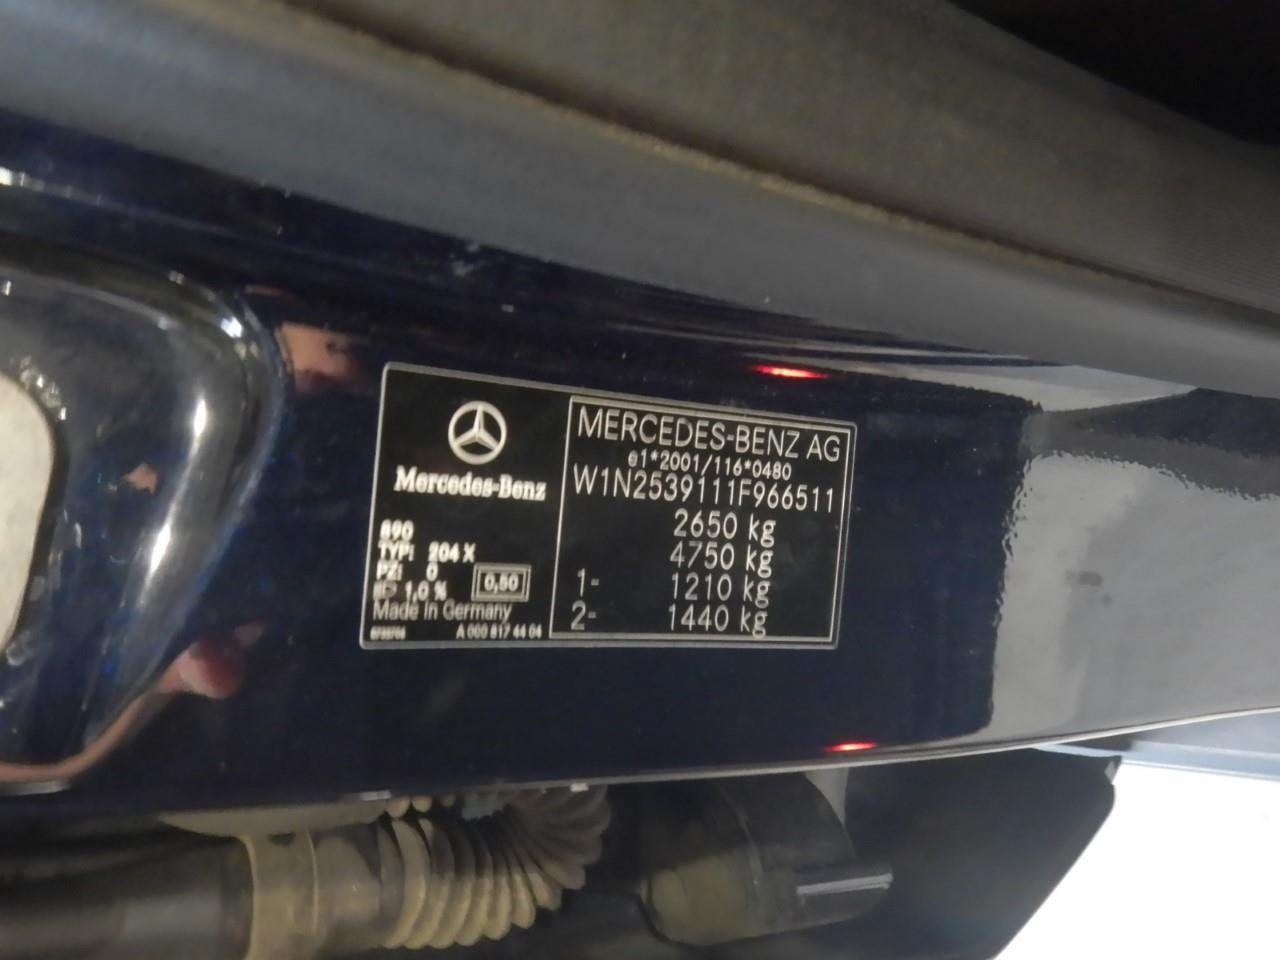 Mercedes-Benz
890
TYP: 204 X
PZ: 0
1,0 %
0,50
Made in Germany
A 000 817 44 04
MERCEDES-BENZ AG
e1*2001/116*0480
W1N2539111F966511
2650 kg
4750 kg
1- 1210 kg
2- 1440 kg